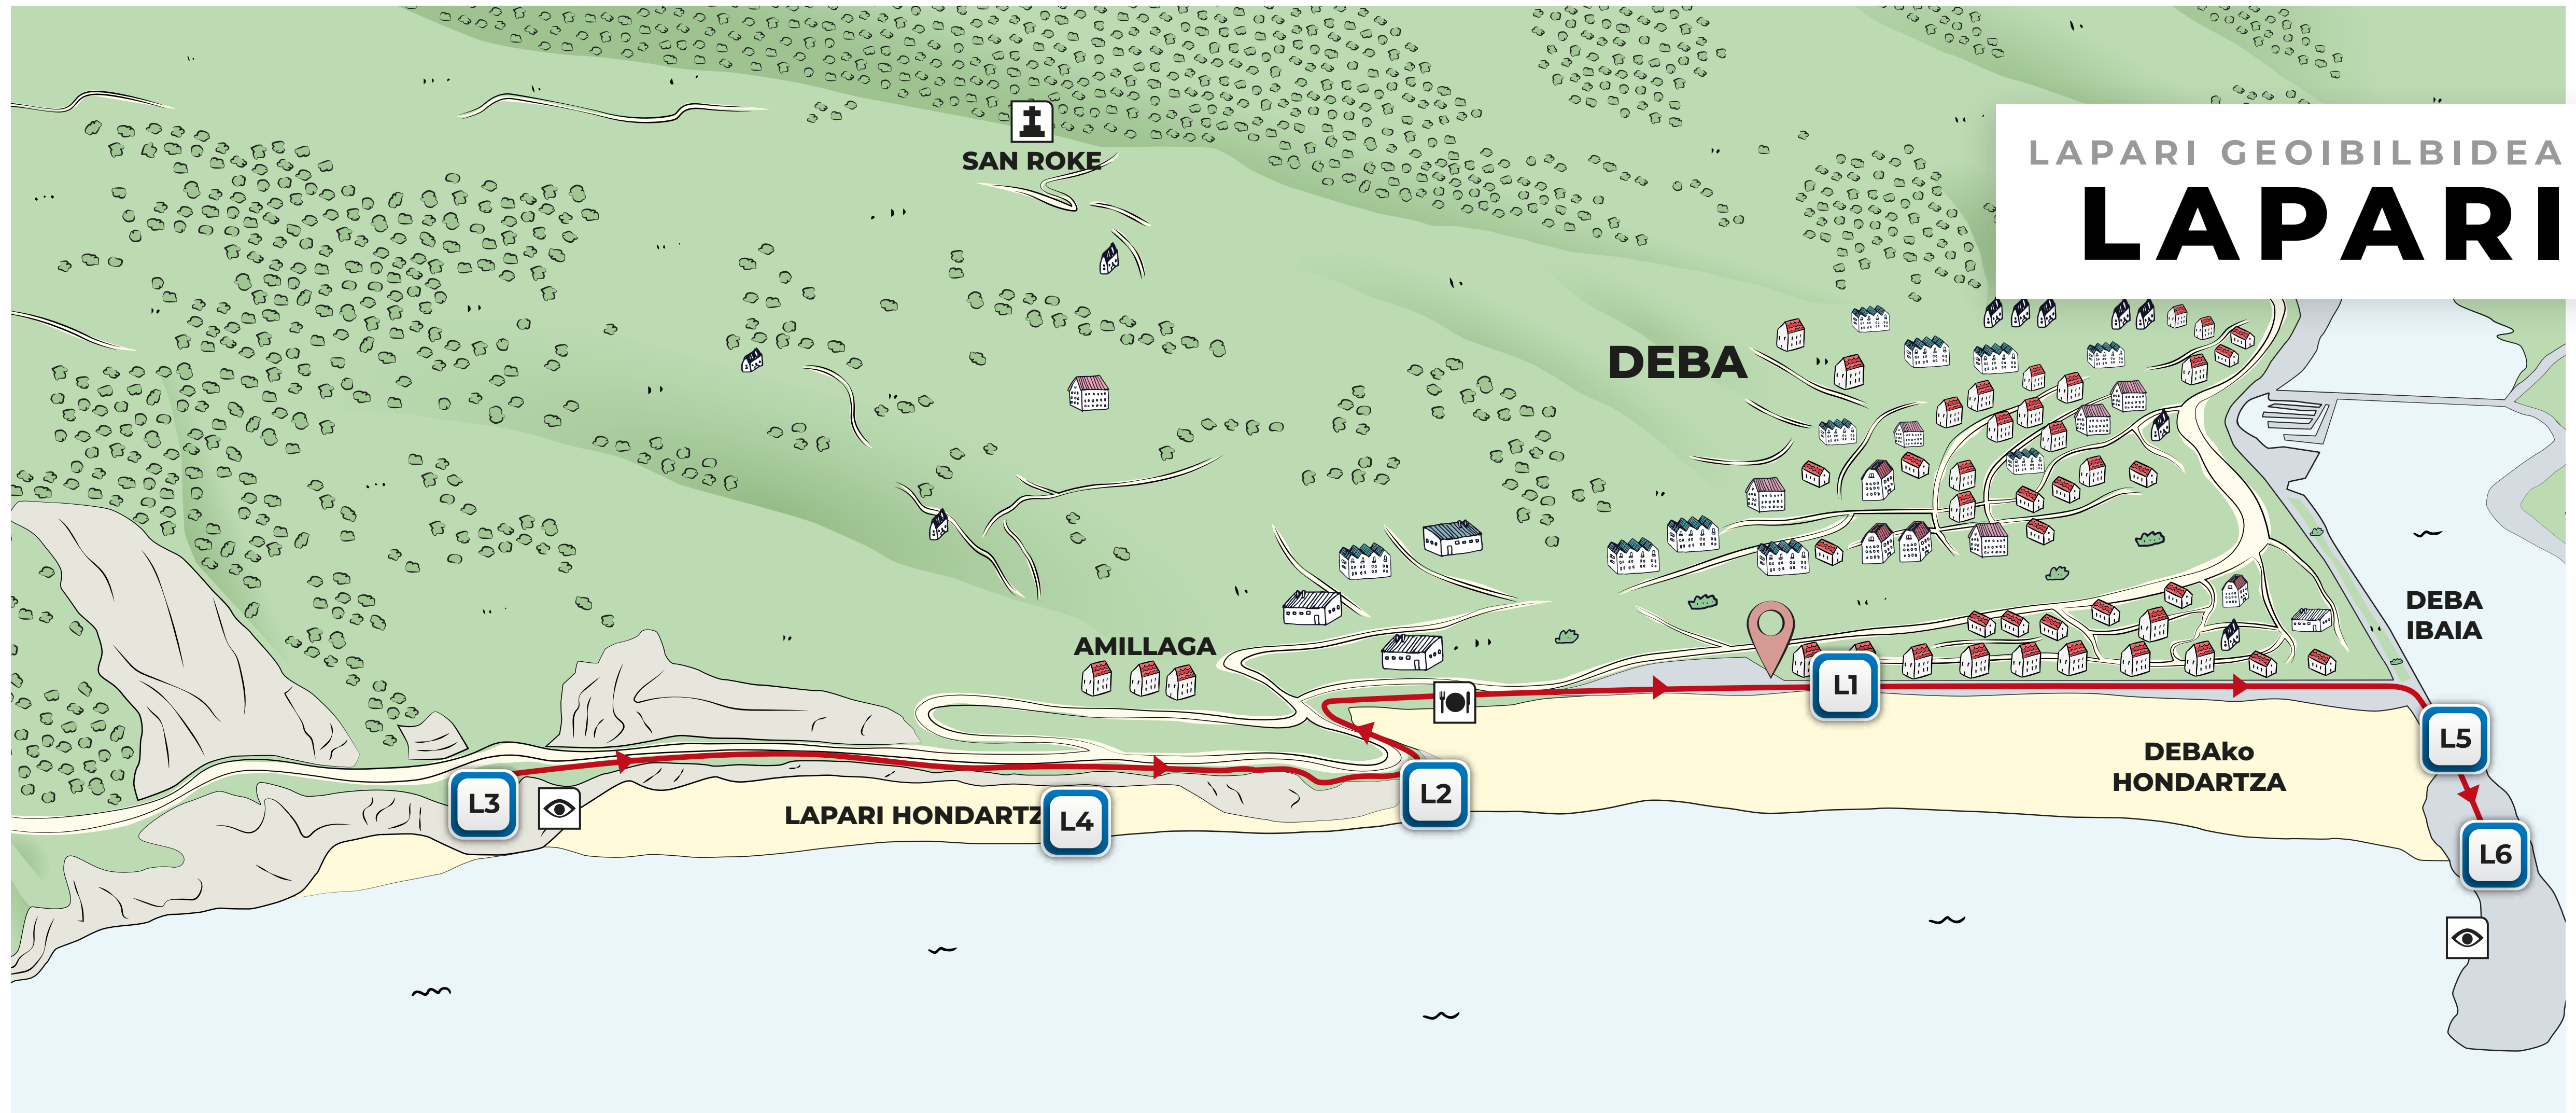 SAN ROKE
LAPARI GEOIBILBIDEA
LAPARI
DEBA
DEBA
IBAIA
AMILLAGA
L1
L5
DEBAko
HONDARTZA
L3
L2
LAPARI HONDARTZ
L4
L6